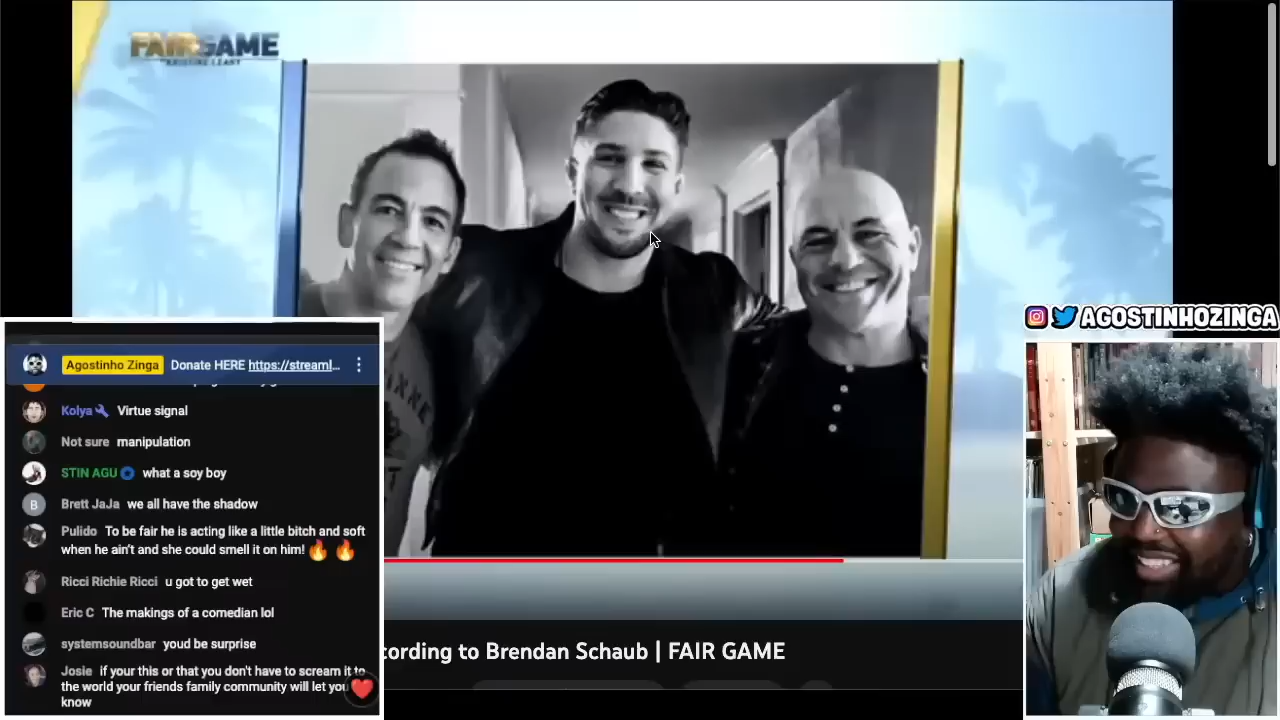 FAIRGAME
KRISTINE LEAHY
AGOSTINHOZINGA
Agostinho Zinga Donate HERE https://streaml...
Kolya Virtue signal
Not sure manipulation
STIN AGU what a soy boy
B Brett JaJa we all have the shadow
Pulido To be fair he is acting like a little bitch and soft
when he ain't and she could smell it on him!🔥 🔥
Ricci Richie Ricci u got to get wet
Eric C The makings of a comedian lol
systemsoundbar youd be surprise
Josie if your this or that you don't have to scream it to
the world your friends family community will let you
know
cording to Brendan Schaub | FAIR GAME